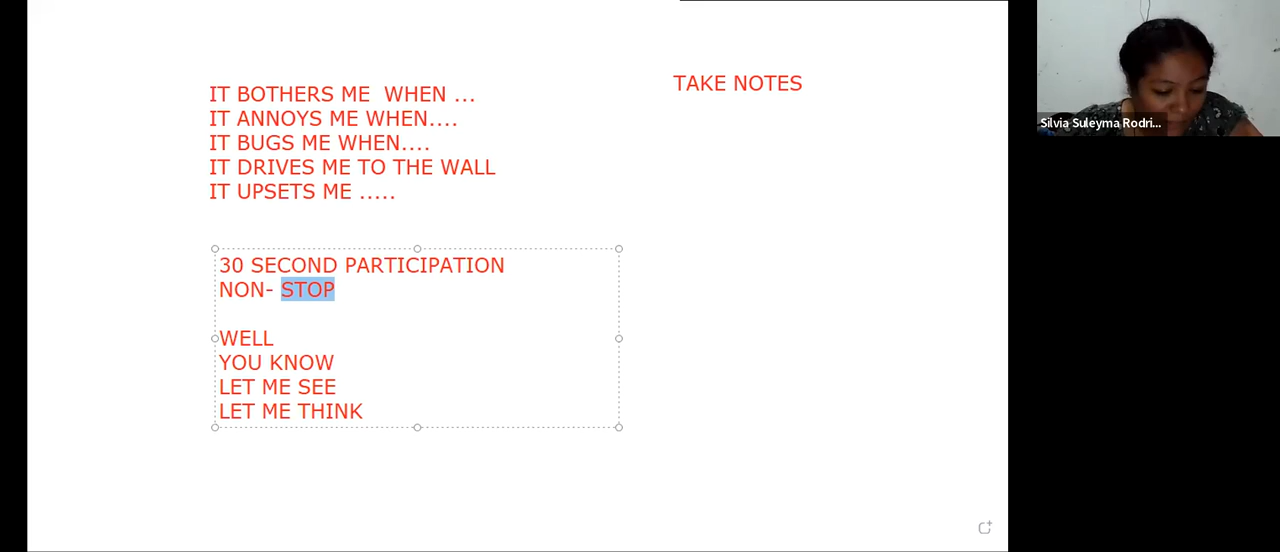 IT BOTHERS ME  WHEN ...
IT ANNOYS ME WHEN....
IT BUGS ME WHEN....
IT DRIVES ME TO THE WALL
IT UPSETS ME .....
TAKE NOTES
30 SECOND PARTICIPATION
NON- STOP
WELL
YOU KNOW
LET ME SEE
LET ME THINK
Silvia Suleyma Rodri...